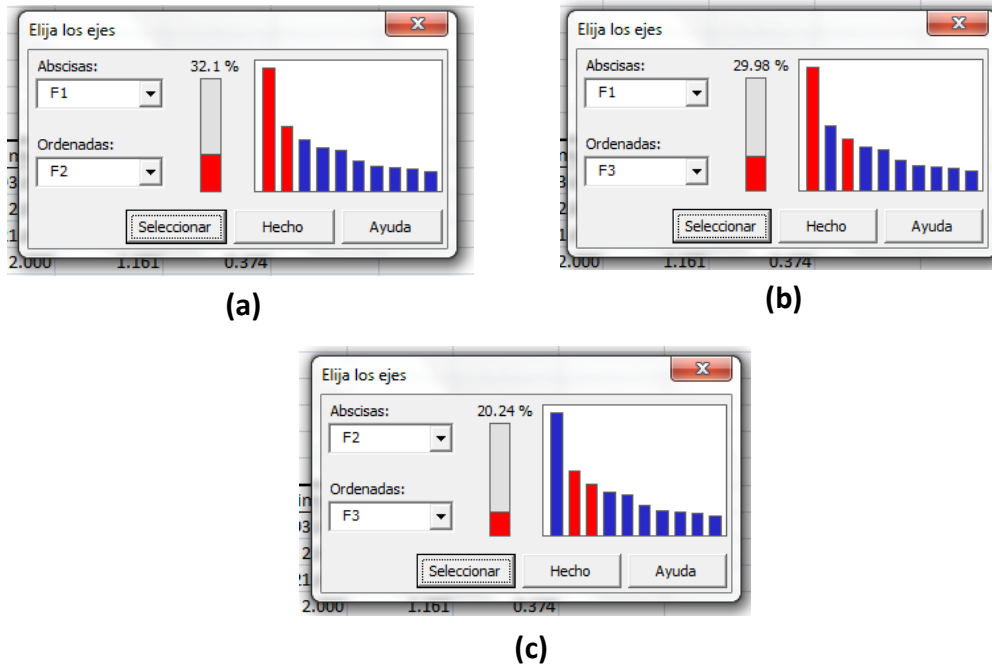 Elija los ejes
Abscisas:
32.1 %
F1
Ordenadas:
F2
Seleccionar
Hecho
Ayuda
2.000 1.161 0.374
(a)
Elija los ejes
Abscisas:
29.98 %
F1
Ordenadas:
F3
Seleccionar
Hecho
Ayuda
2.000 1.161 0.374
(b)
Elija los ejes
Abscisas:
20.24 %
F2
Ordenadas:
F3
Seleccionar
Hecho
Ayuda
2.000 1.161 0.374
(c)